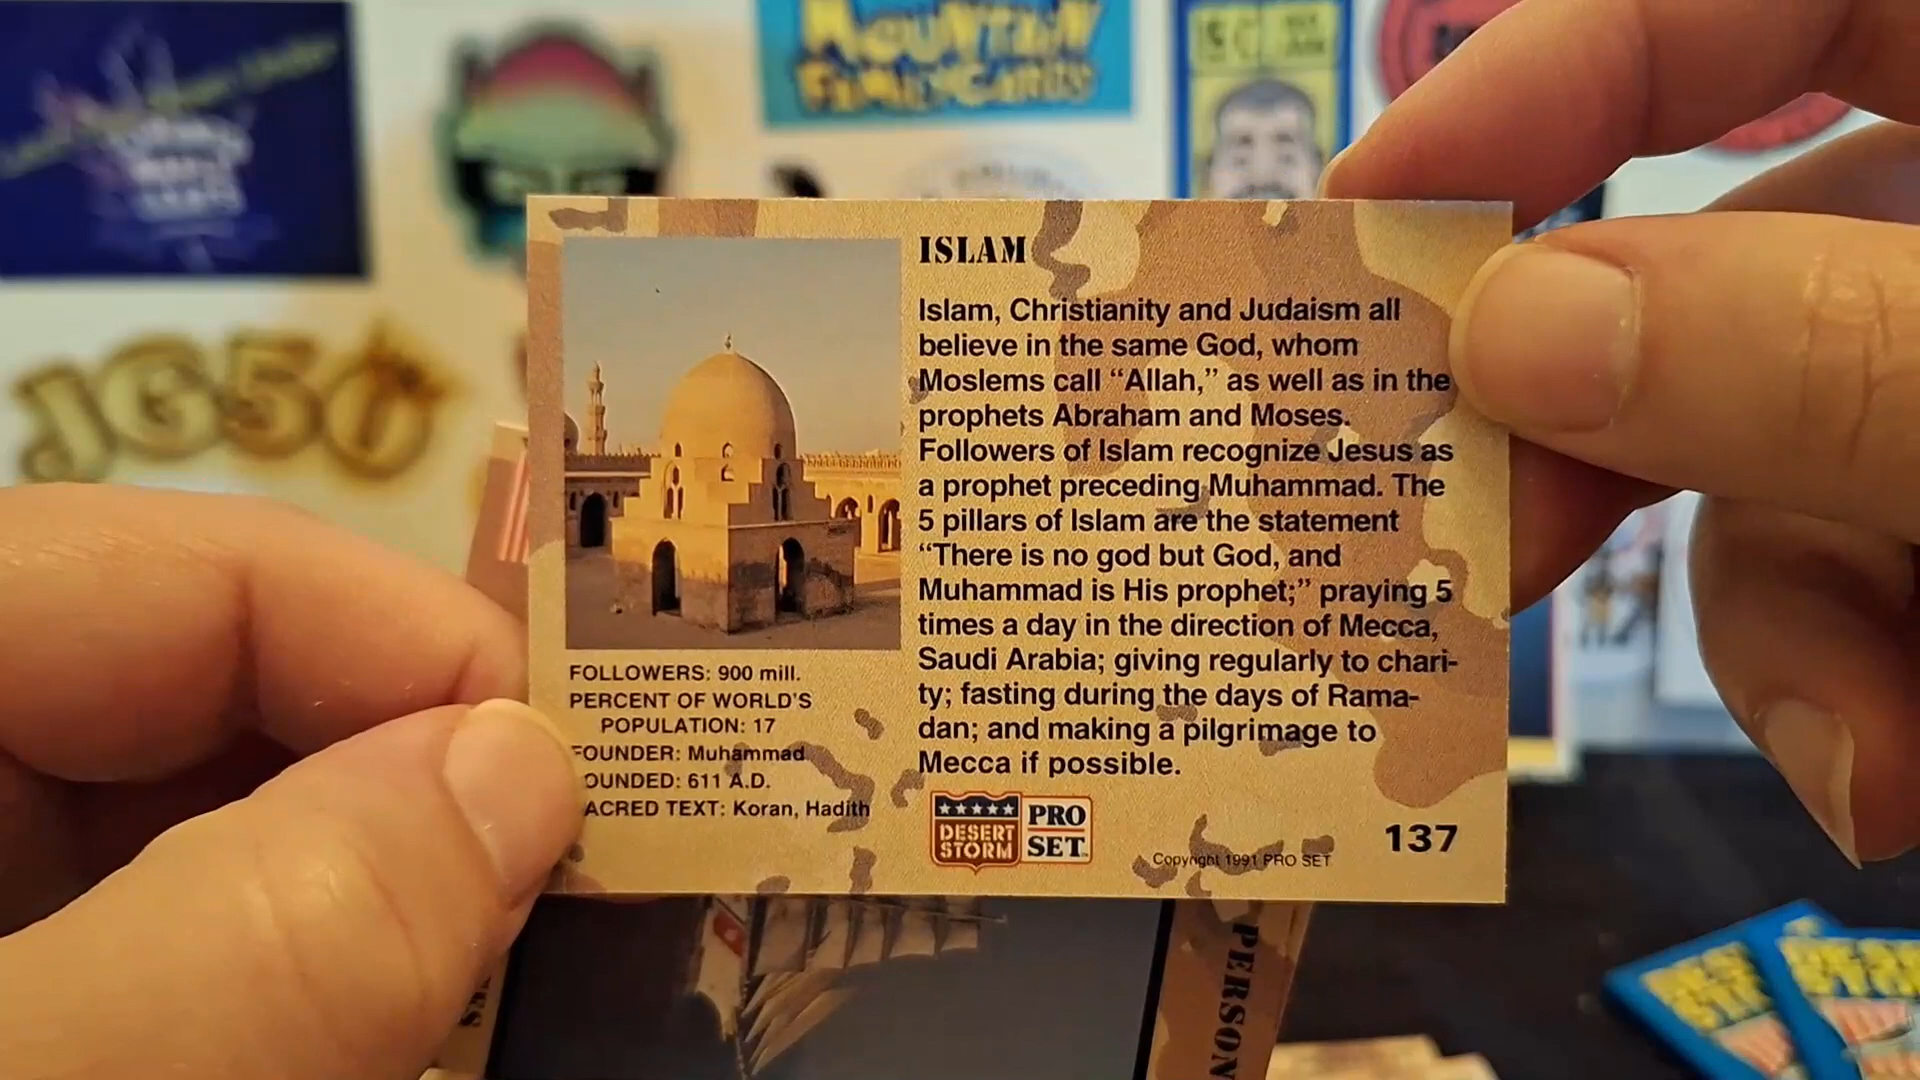 MOUNTAIN
FAMILY CARDS
JG50
ISLAM
Islam, Christianity and Judaism all
believe in the same God, whom
Moslems call “Allah,” as well as in the
prophets Abraham and Moses.
Followers of Islam recognize Jesus as
a prophet preceding Muhammad. The
5 pillars of Islam are the statement
“There is no god but God, and
Muhammad is His prophet;” praying 5
times a day in the direction of Mecca,
Saudi Arabia; giving regularly to chari-
ty; fasting during the days of Rama-
dan; and making a pilgrimage to
Mecca if possible.
FOLLOWERS: 900 mill.
PERCENT OF WORLD'S
POPULATION: 17
FOUNDER: Muhammad
OUNDED: 611 A.D.
ACRED TEXT: Koran, Hadith
DESERT
STORM
PRO
SET
Copyright 1991 PRO SET
137
PERSON